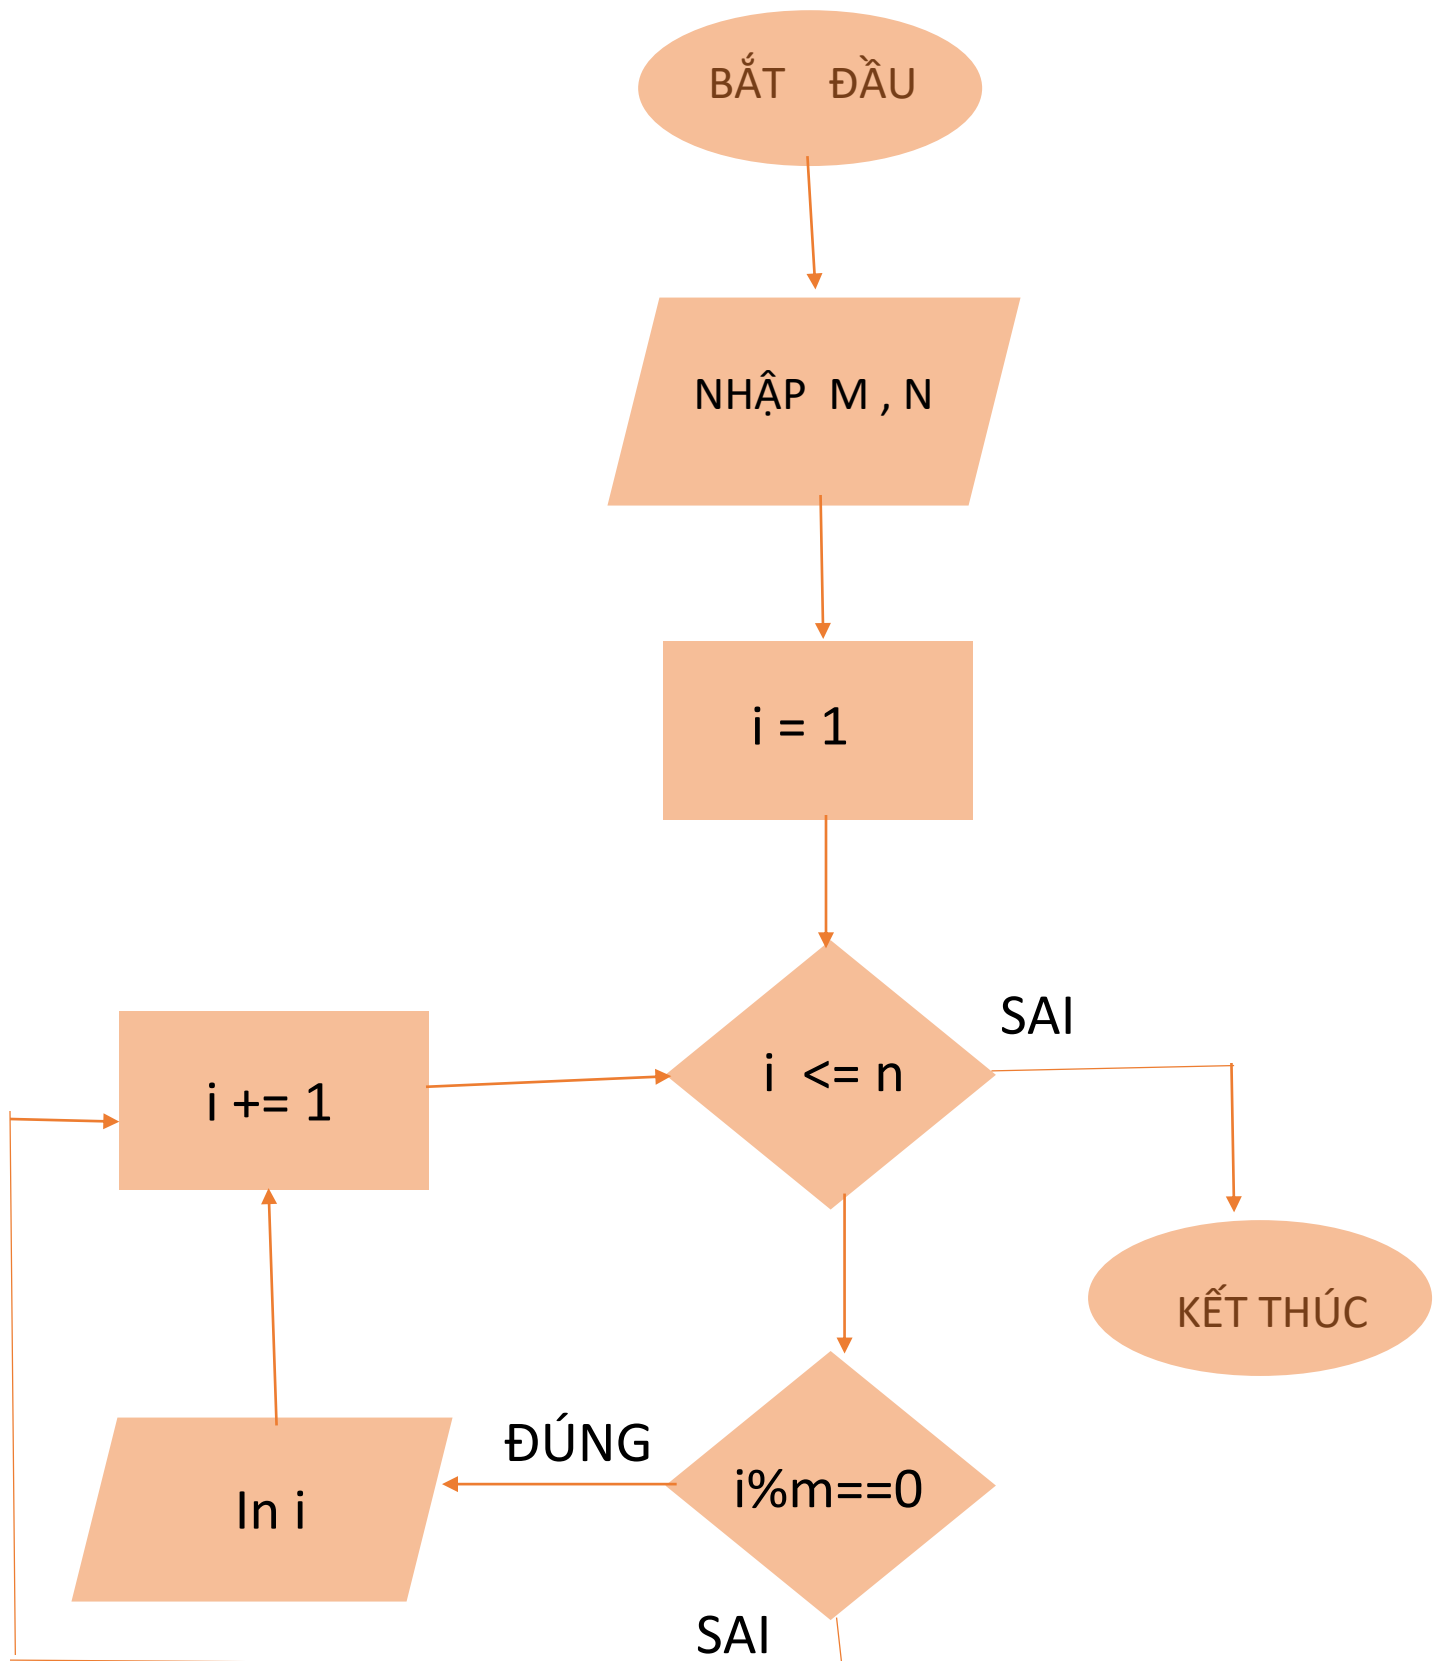 BẮT ĐẦU
NHẬP M , N
i = 1
SAI
i <= n
i += 1
KẾT THÚC
ĐÚNG
i%m==0
In i
SAI